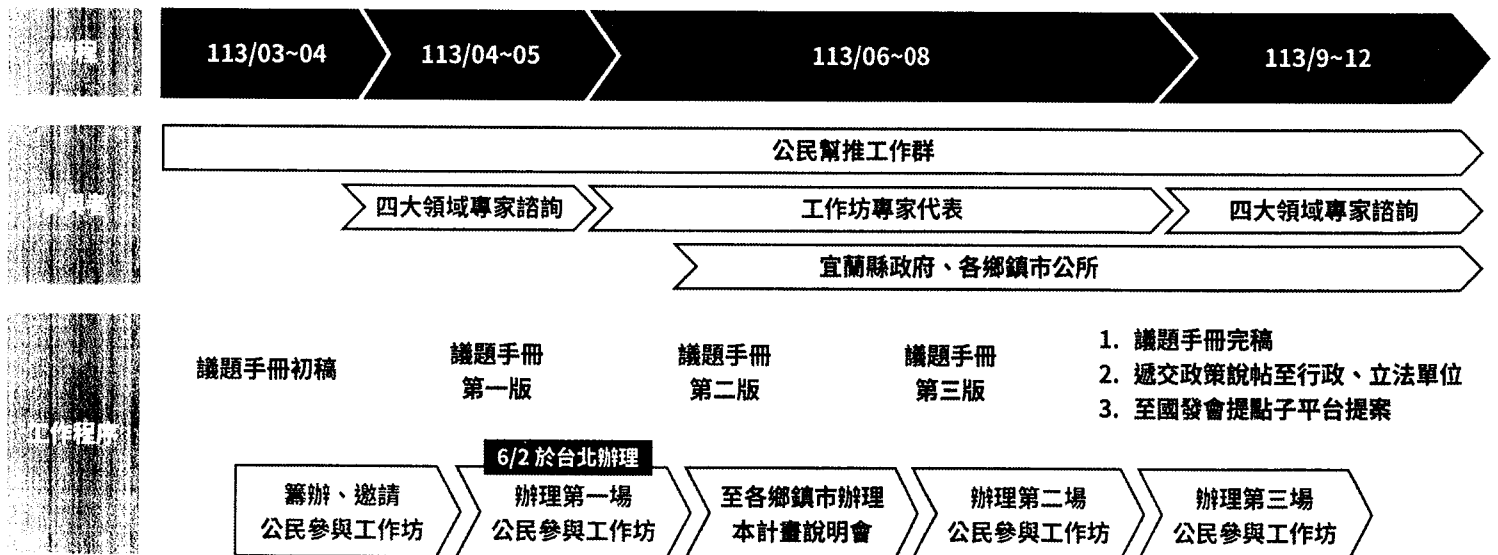 113/03~04
113/04~05
113/06~08
113/9~12
公民幫推工作群
四大領域專家諮詢
工作坊專家代表
四大領域專家諮詢
宜蘭縣政府、各鄉鎮市公所
工作程序
議題手冊初稿
議題手冊
第一版
議題手冊
第二版
議題手冊
第三版
1. 議題手冊完稿
2. 遞交政策說帖至行政、立法單位
3. 至國發會提點子平台提案
籌辦、邀請
公民參與工作坊
6/2 於台北辦理
辦理第一場
公民參與工作坊
至各鄉鎮市辦理
本計畫說明會
辦理第二場
公民參與工作坊
辦理第三場
公民參與工作坊